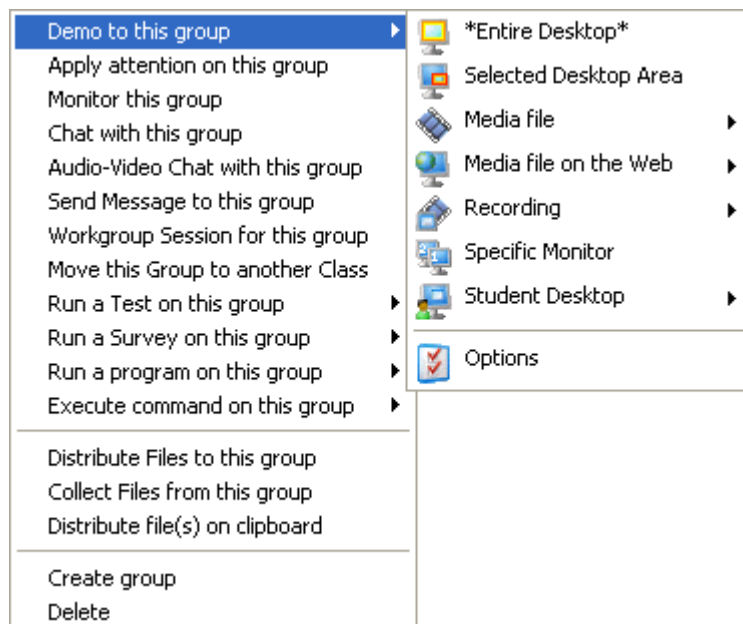 Demo to this group
Apply attention on this group
Monitor this group
Chat with this group
Audio-Video Chat with this group
Send Message to this group
Workgroup Session for this group
Move this Group to another Class
Run a Test on this group
Run a Survey on this group
Run a program on this group
Execute command on this group
Distribute Files to this group
Collect Files from this group
Distribute file(s) on clipboard
Create group
Delete
*Entire Desktop*
Selected Desktop Area
Media file
Media file on the Web
Recording
Specific Monitor
Student Desktop
Options